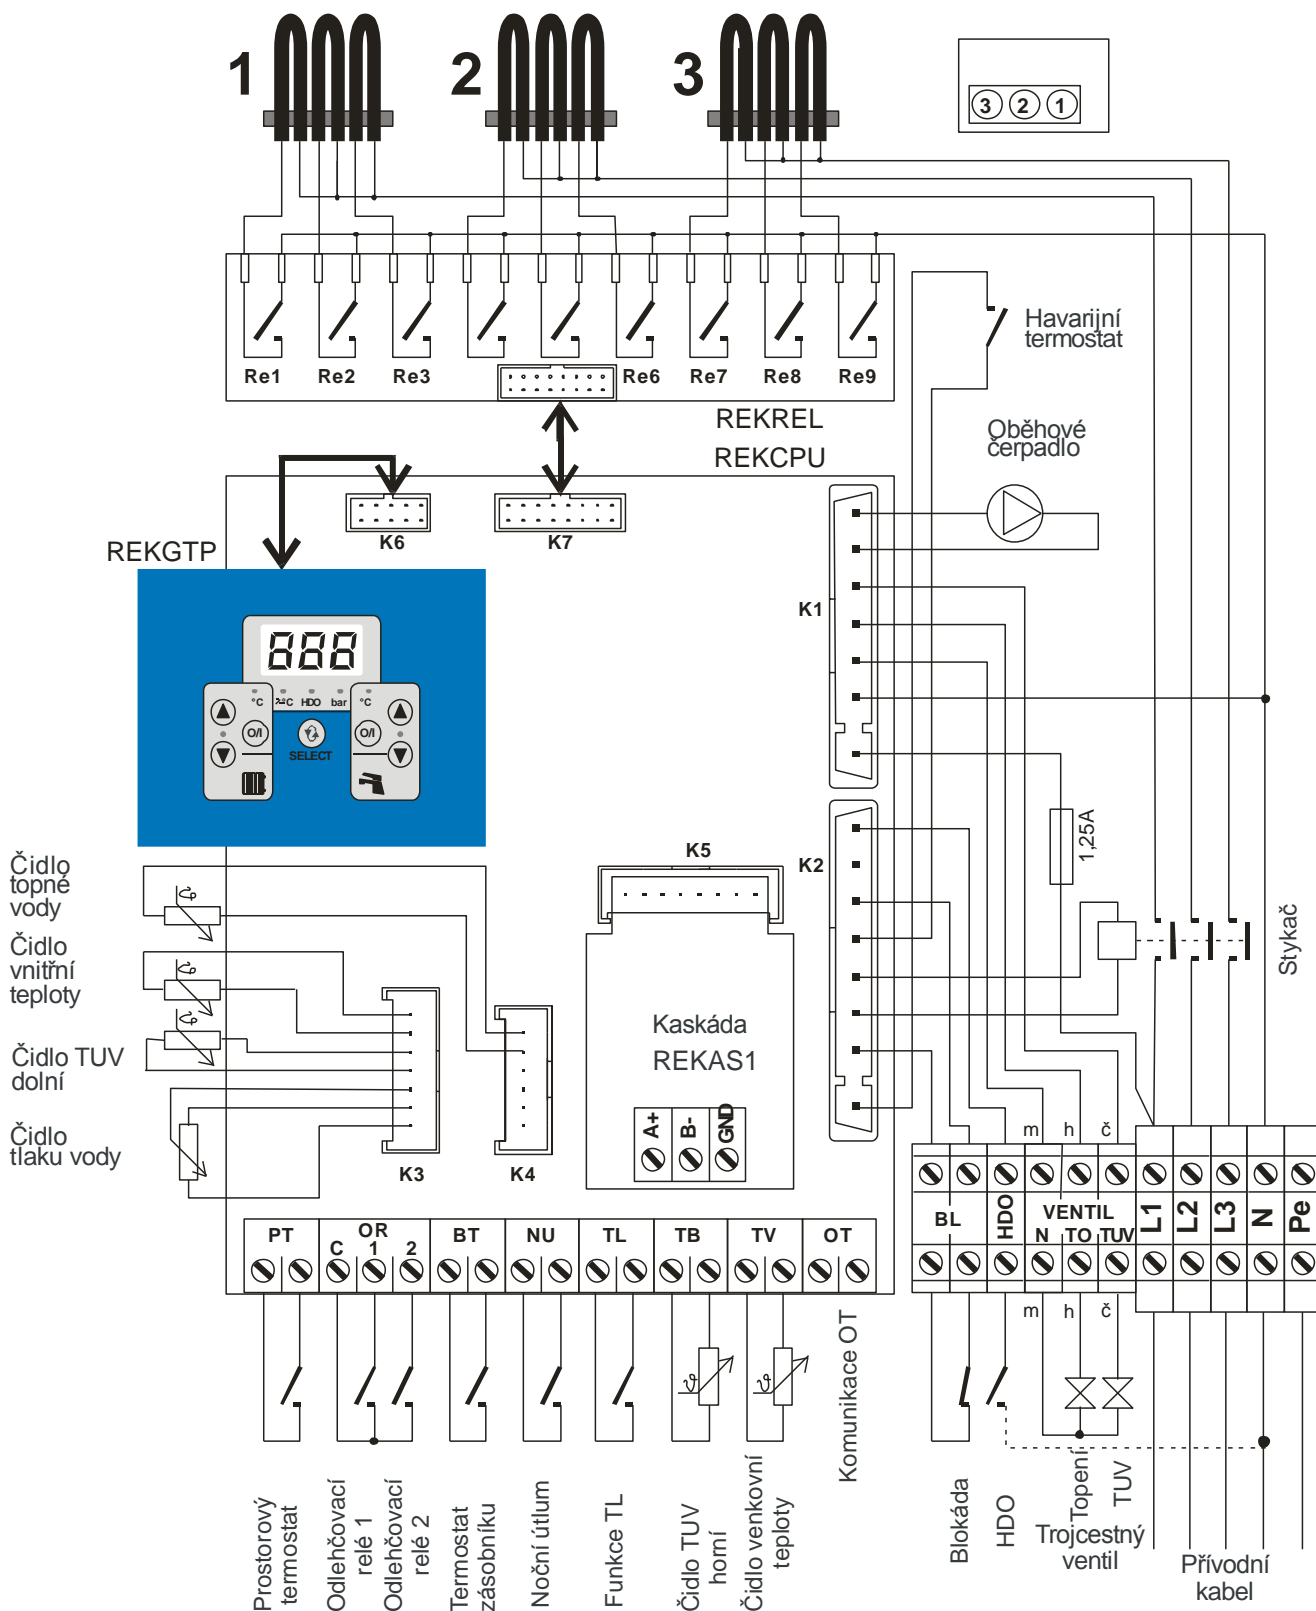 1 2 3
3 2 1
Havarijní
termostat
Re1 Re2 Re3 Re6 Re7 Re8 Re9
REKREL
REKCPU
Oběhové
čerpadlo
K6 K7
K1
REKGTP
888
°C °C HDO bar °C
O/I O/I
SELECT
1,25A
K5
K2
Čidlo
topné
vody
Stykač
Čidlo
vnitřní
teploty
Kaskáda
REKAS1
Čidlo TUV
dolní
A+ B- GND
Čidlo
tlaku vody
K3 K4
m h č
BL HDO VENTIL L1 L2 L3 N Pe
N TO TUV
PT OR BT NU TL TB TV OT
C 1 2
m h č
Prostorový
termostat
Odlehčovací
relé 1
Odlehčovací
relé 2
Termostat
zásobníku
Noční útlum
Funkce TL
Čidlo TUV
horní
Čidlo venkovní
teploty
Komunikace OT
Blokáda
HDO
Topení
TUV
Trojcestný
ventil
Přívodní
kabel